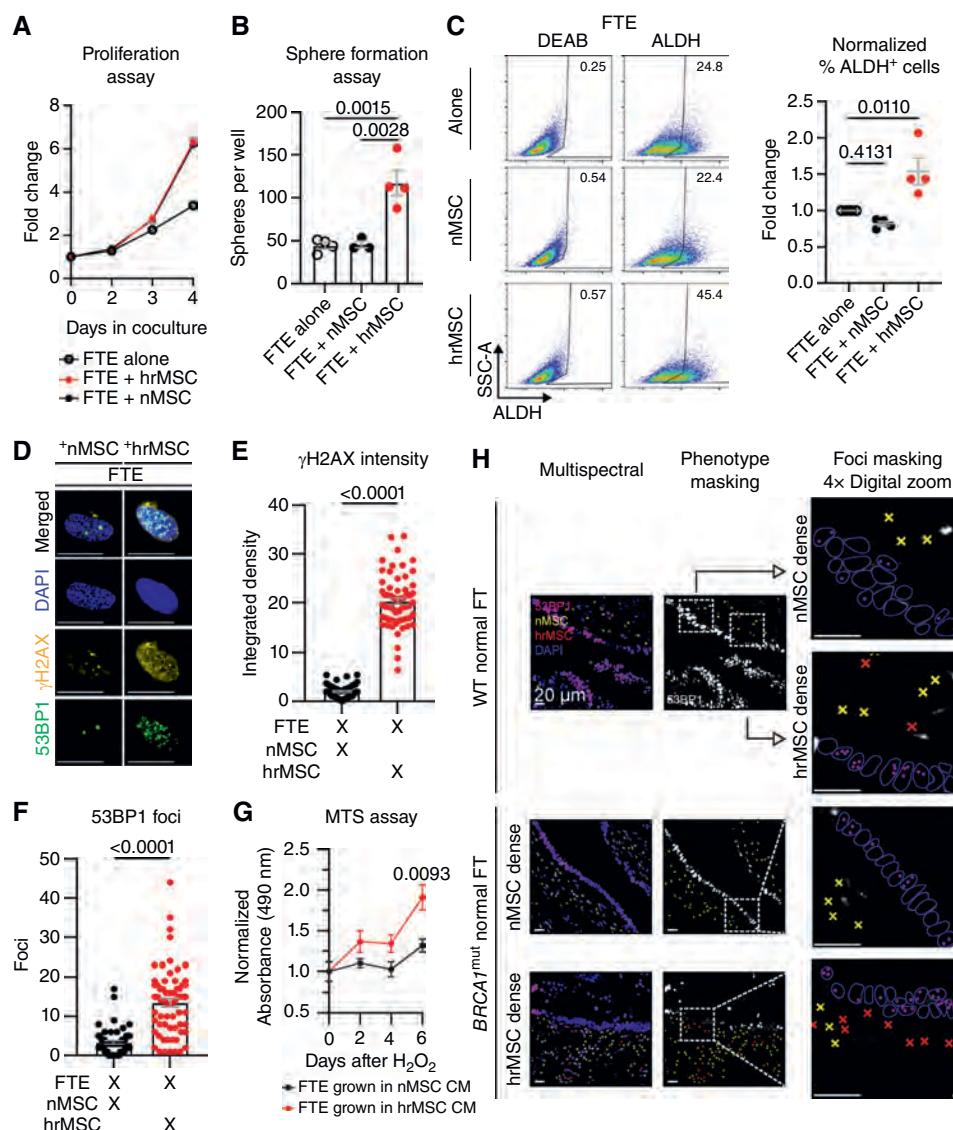 A
Proliferation
assay
Fold change
8
6
4
2
0
0 2 3 4
Days in coculture
FTE alone
FTE + hrMSC
FTE + nMSC
B
Sphere formation
assay
Spheres per well
200
150
100
50
0
0.0015
0.0028
FTE alone
FTE + nMSC
FTE + hrMSC
C
FTE
DEAB ALDH
Alone
0.25 24.8
nMSC
0.54 22.4
hrMSC
0.57 45.4
SSC-A
ALDH
Normalized
% ALDH+ cells
Fold change
2.5
2.0
1.5
1.0
0.5
0
0.0110
0.4131
FTE alone
FTE + nMSC
FTE + hrMSC
D
+nMSC +hrMSC
FTE
Merged
DAPI
γH2AX
53BP1
E
γH2AX intensity
<0.0001
Integrated density
40
30
20
10
0
FTE X X
nMSC X
hrMSC X
F
53BP1 foci
<0.0001
Foci
50
40
30
20
10
0
FTE X X
nMSC X
hrMSC X
G
MTS assay
Normalized
Absorbance (490 nm)
2.5
2.0
1.5
1.0
0.5
0.0093
0 2 4 6
Days after H2O2
FTE grown in nMSC CM
FTE grown in hrMSC CM
H
Multispectral
Phenotype
masking
Foci masking
4× Digital zoom
WT normal FT
53BP1
nMSC
hrMSC
DAPI
20 μm
53BP1
nMSC dense
hrMSC dense
BRCA1mut normal FT
nMSC dense
hrMSC dense